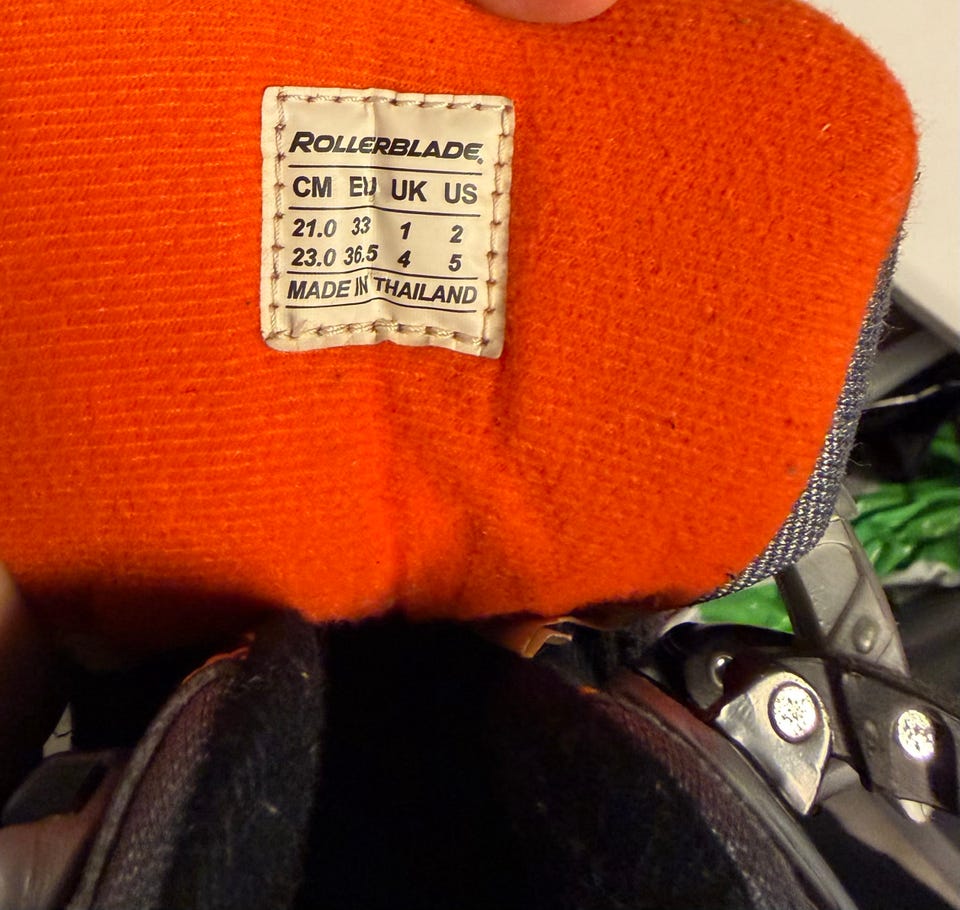 ROLLERBLADE.
CM EU UK US
21.0 33 1 2
23.0 36.5 4 5
MADE IN THAILAND